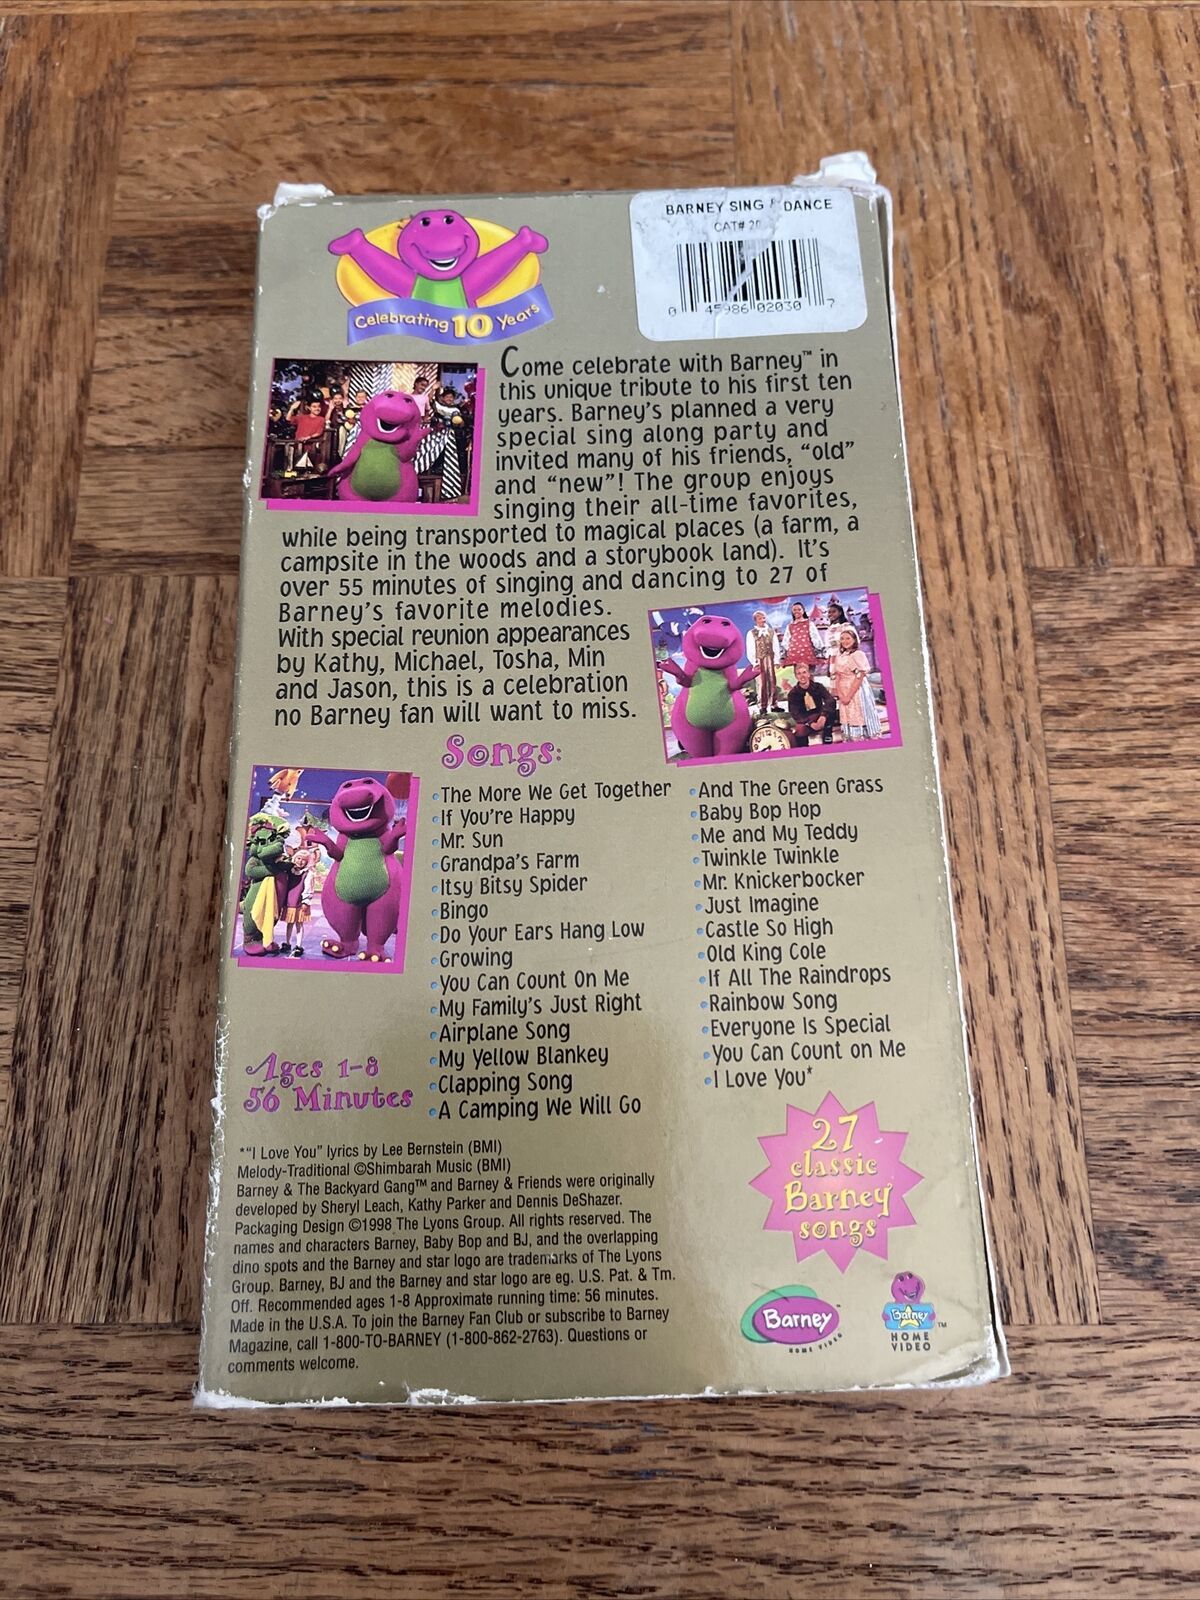 BARNEY SING & DANCE
CAT# 20
0 45986 02030 7
Celebrating 10 Years
Come celebrate with Barney™ in
this unique tribute to his first ten
years. Barney's planned a very
special sing along party and
invited many of his friends, "old"
and "new"! The group enjoys
singing their all-time favorites,
while being transported to magical places (a farm, a
campsite in the woods and a storybook land). It's
over 55 minutes of singing and dancing to 27 of
Barney's favorite melodies.
With special reunion appearances
by Kathy, Michael, Tosha, Min
and Jason, this is a celebration
no Barney fan will want to miss.
Songs:
•The More We Get Together
•If You're Happy
•Mr. Sun
•Grandpa's Farm
•Itsy Bitsy Spider
•Bingo
•Do Your Ears Hang Low
•Growing
•You Can Count On Me
•My Family's Just Right
•Airplane Song
•My Yellow Blankey
•Clapping Song
•A Camping We Will Go
•And The Green Grass
•Baby Bop Hop
•Me and My Teddy
•Twinkle Twinkle
•Mr. Knickerbocker
•Just Imagine
•Castle So High
•Old King Cole
•If All The Raindrops
•Rainbow Song
•Everyone Is Special
•You Can Count on Me
•I Love You*
Ages 1-8
56 Minutes
27
classic
Barney
songs
*"I Love You" lyrics by Lee Bernstein (BMI)
Melody-Traditional ©Shimbarah Music (BMI)
Barney & The Backyard Gang™ and Barney & Friends were originally
developed by Sheryl Leach, Kathy Parker and Dennis DeShazer.
Packaging Design ©1998 The Lyons Group. All rights reserved. The
names and characters Barney, Baby Bop and BJ, and the overlapping
dino spots and the Barney and star logo are trademarks of The Lyons
Group. Barney, BJ and the Barney and star logo are eg. U.S. Pat. & Tm.
Off. Recommended ages 1-8 Approximate running time: 56 minutes.
Made in the U.S.A. To join the Barney Fan Club or subscribe to Barney
Magazine, call 1-800-TO-BARNEY (1-800-862-2763). Questions or
comments welcome.
Barney™
HOME VIDEO
Barney™
HOME
VIDEO